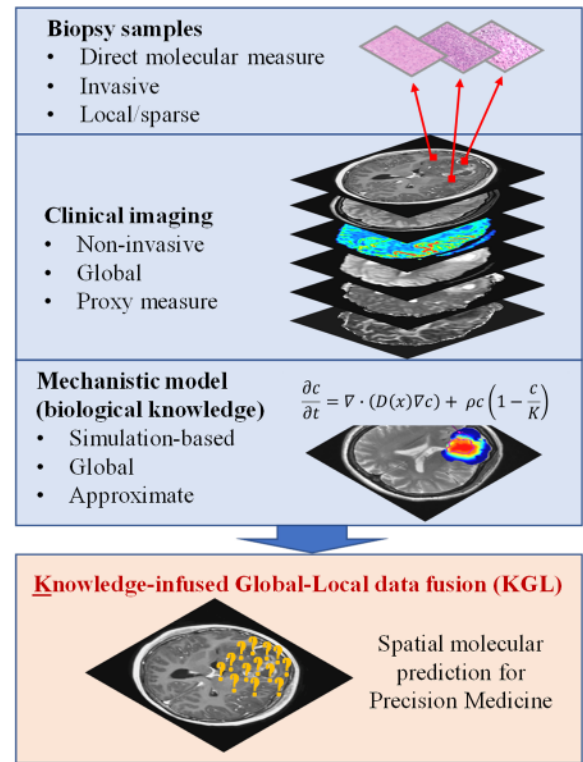 Biopsy samples
• Direct molecular measure
• Invasive
• Local/sparse
Clinical imaging
• Non-invasive
• Global
• Proxy measure
Mechanistic model
(biological knowledge)
• Simulation-based
• Global
• Approximate
∂c/∂t = ∇ · (D(x)∇c) + ρc(1 − c/K)
Knowledge-infused Global-Local data fusion (KGL)
? ? ? ? ? ? ? ? ? ? ? ?
Spatial molecular
prediction for
Precision Medicine